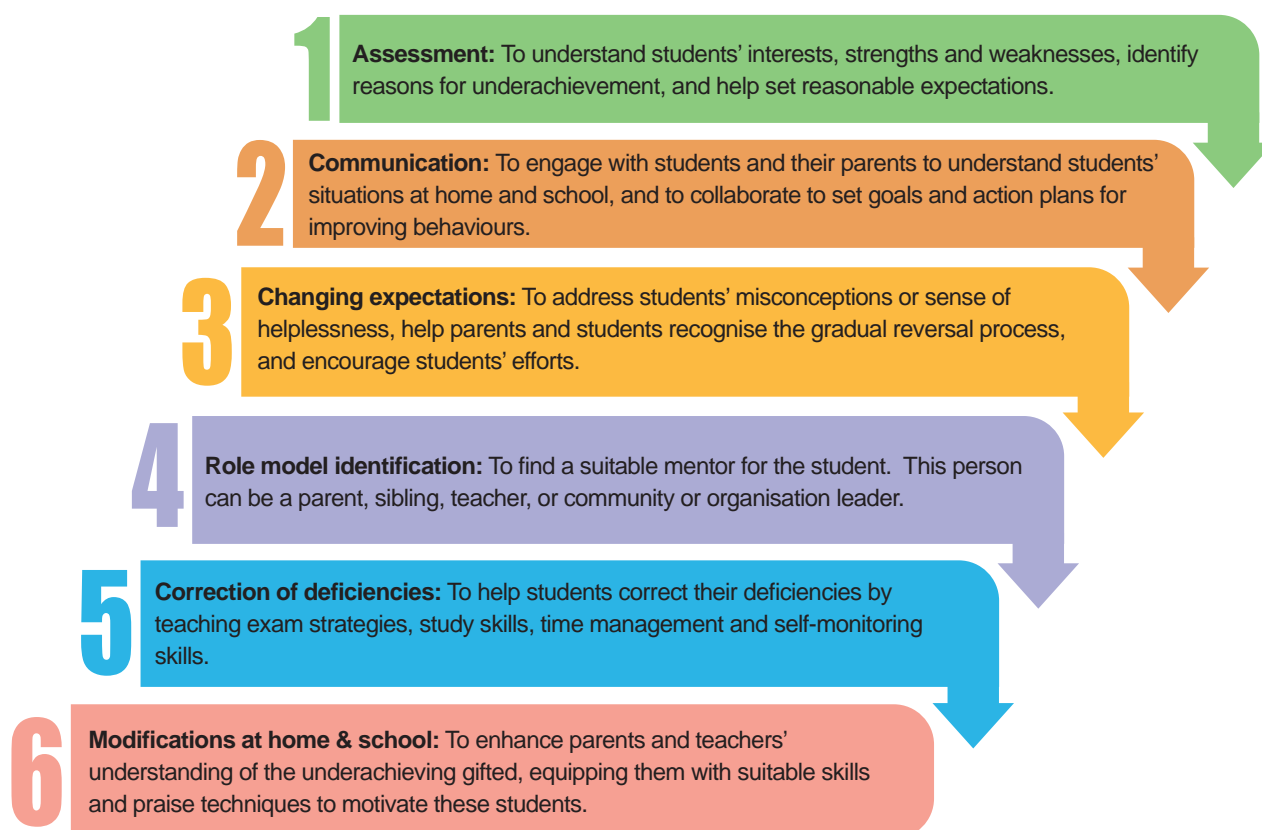 1
Assessment: To understand students' interests, strengths and weaknesses, identify
reasons for underachievement, and help set reasonable expectations.
2
Communication: To engage with students and their parents to understand students'
situations at home and school, and to collaborate to set goals and action plans for
improving behaviours.
3
Changing expectations: To address students' misconceptions or sense of
helplessness, help parents and students recognise the gradual reversal process,
and encourage students' efforts.
4
Role model identification: To find a suitable mentor for the student.  This person
can be a parent, sibling, teacher, or community or organisation leader.
5
Correction of deficiencies: To help students correct their deficiencies by
teaching exam strategies, study skills, time management and self-monitoring
skills.
6
Modifications at home & school: To enhance parents and teachers'
understanding of the underachieving gifted, equipping them with suitable skills
and praise techniques to motivate these students.